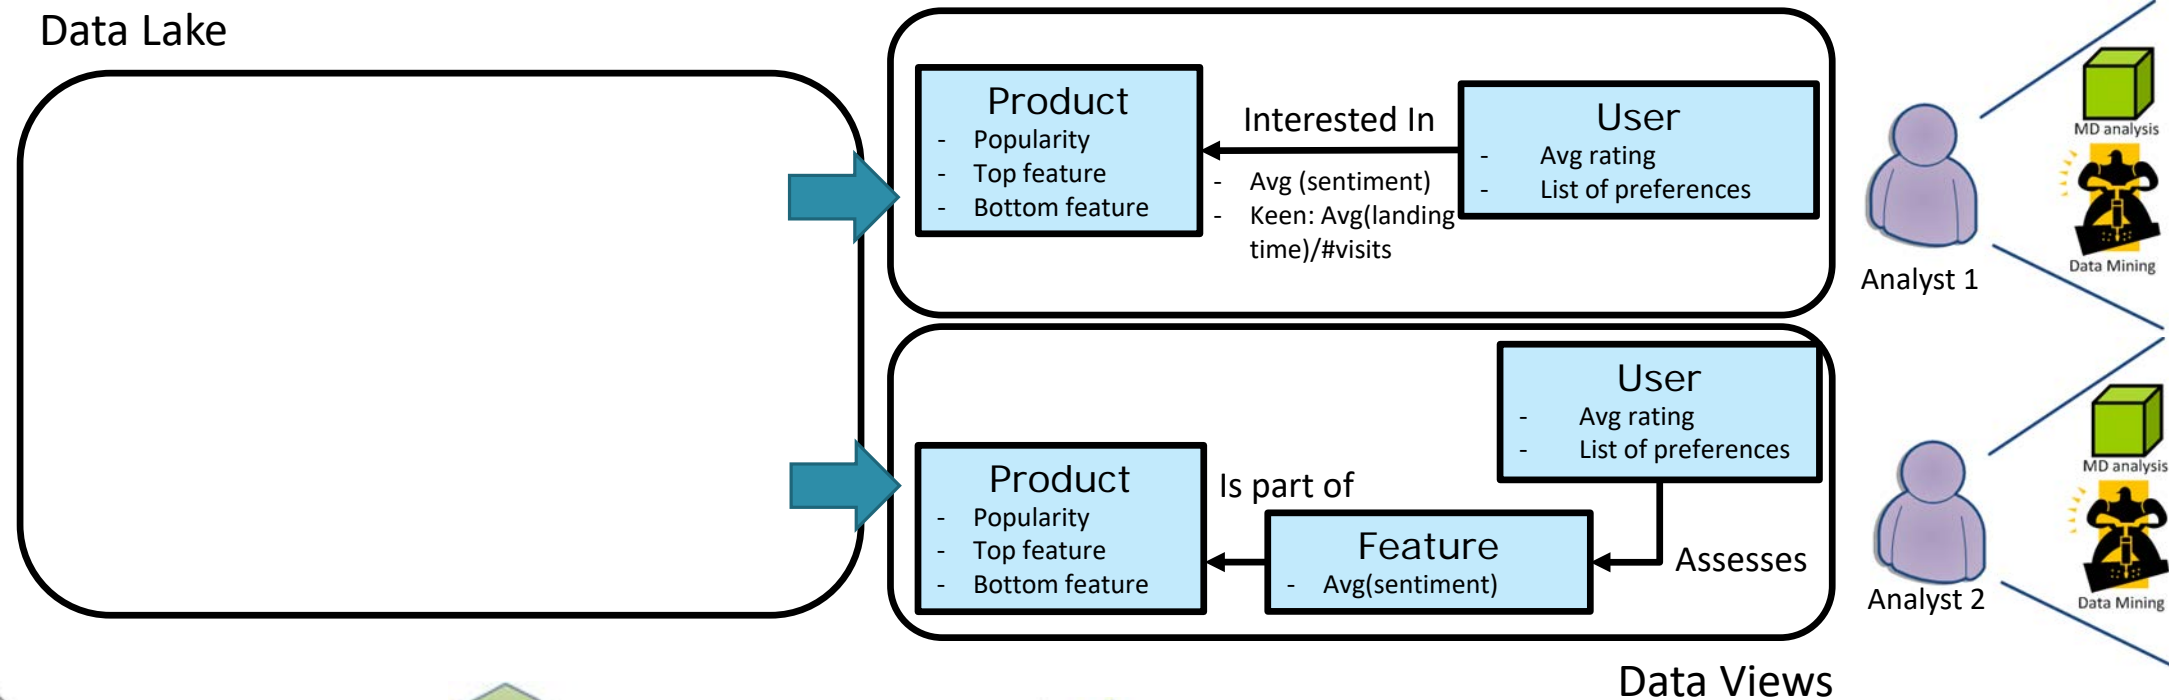 Data Lake
Product
- Popularity
- Top feature
- Bottom feature
Interested In
- Avg (sentiment)
- Keen: Avg(landing
time)/#visits
User
- Avg rating
- List of preferences
Analyst 1
MD analysis
Data Mining
Product
- Popularity
- Top feature
- Bottom feature
Is part of
Feature
- Avg(sentiment)
User
- Avg rating
- List of preferences
Assesses
Analyst 2
MD analysis
Data Mining
Data Views